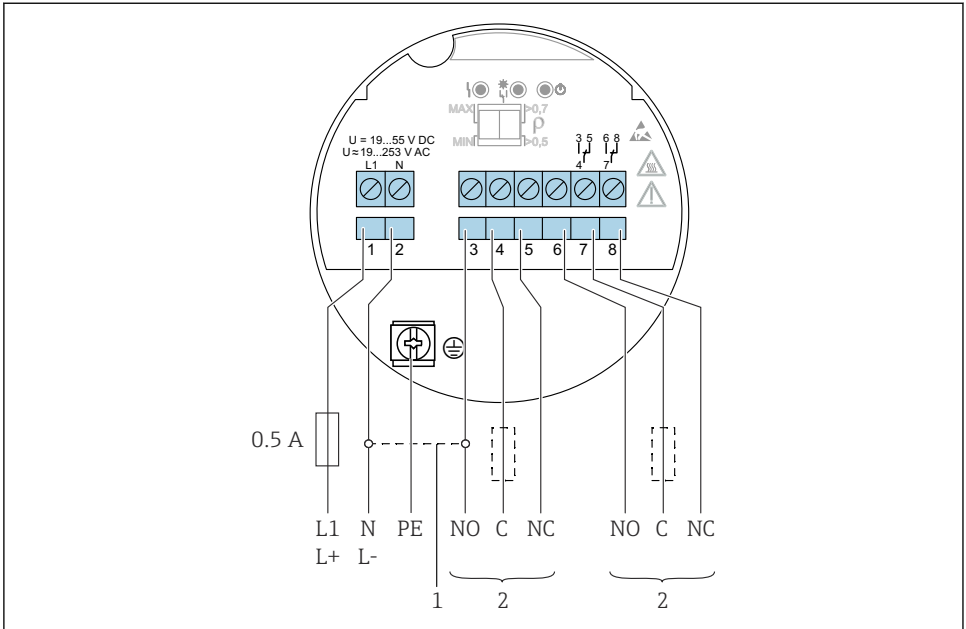 MAX >0,7
ρ
MIN >0,5
U = 19...55 V DC
U≈19...253 V AC
L1 N
3 5 6 8
4 7
1 2 3 4 5 6 7 8
0.5 A
L1 N PE NO C NC NO C NC
L+ L-
1 2 2